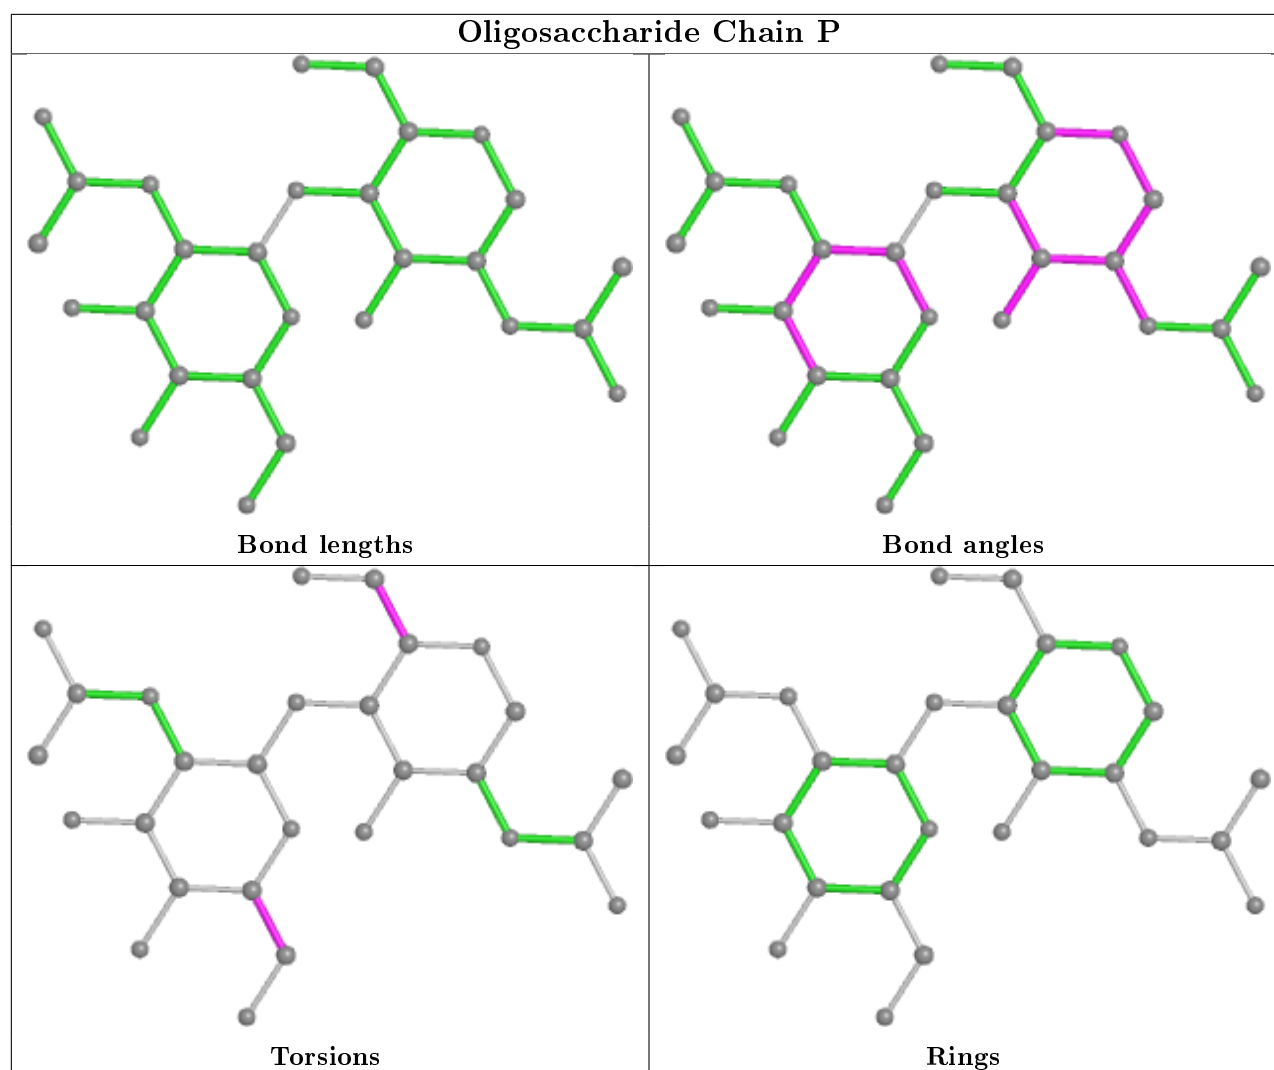 Oligosaccharide Chain P
Bond lengths
Bond angles
Torsions
Rings